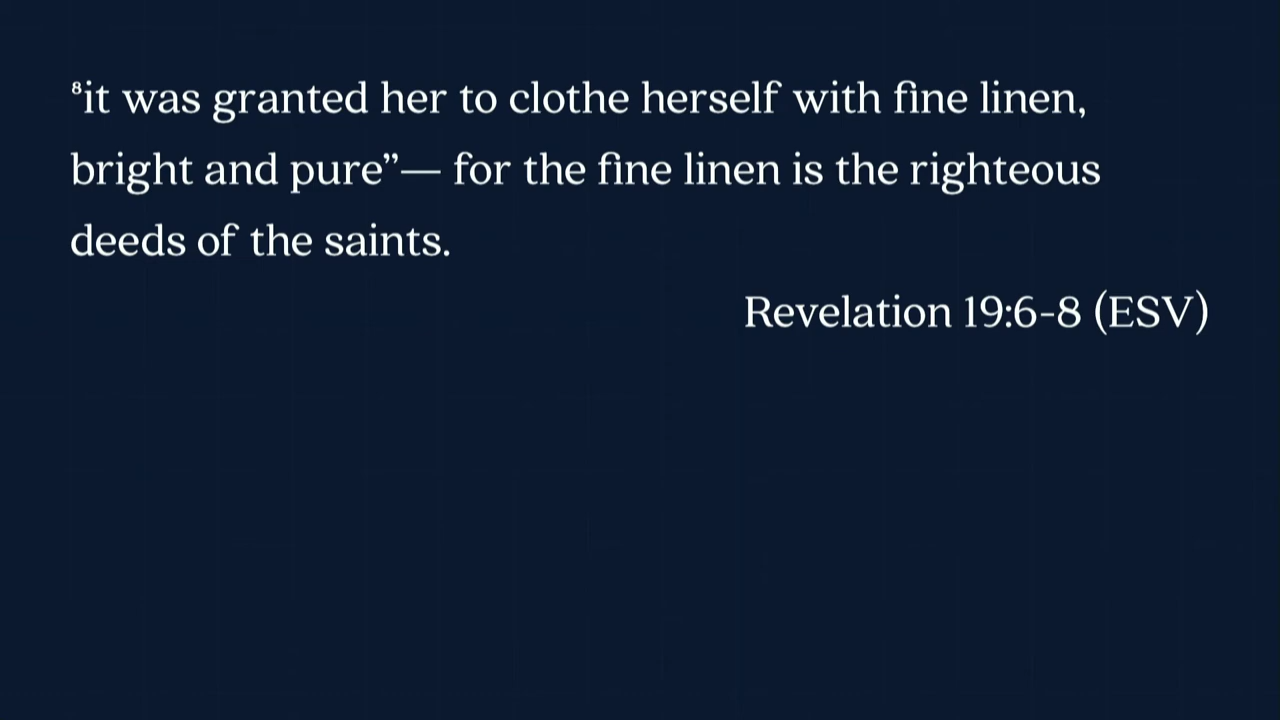 ⁸it was granted her to clothe herself with fine linen,
bright and pure”— for the fine linen is the righteous
deeds of the saints.
Revelation 19:6-8 (ESV)